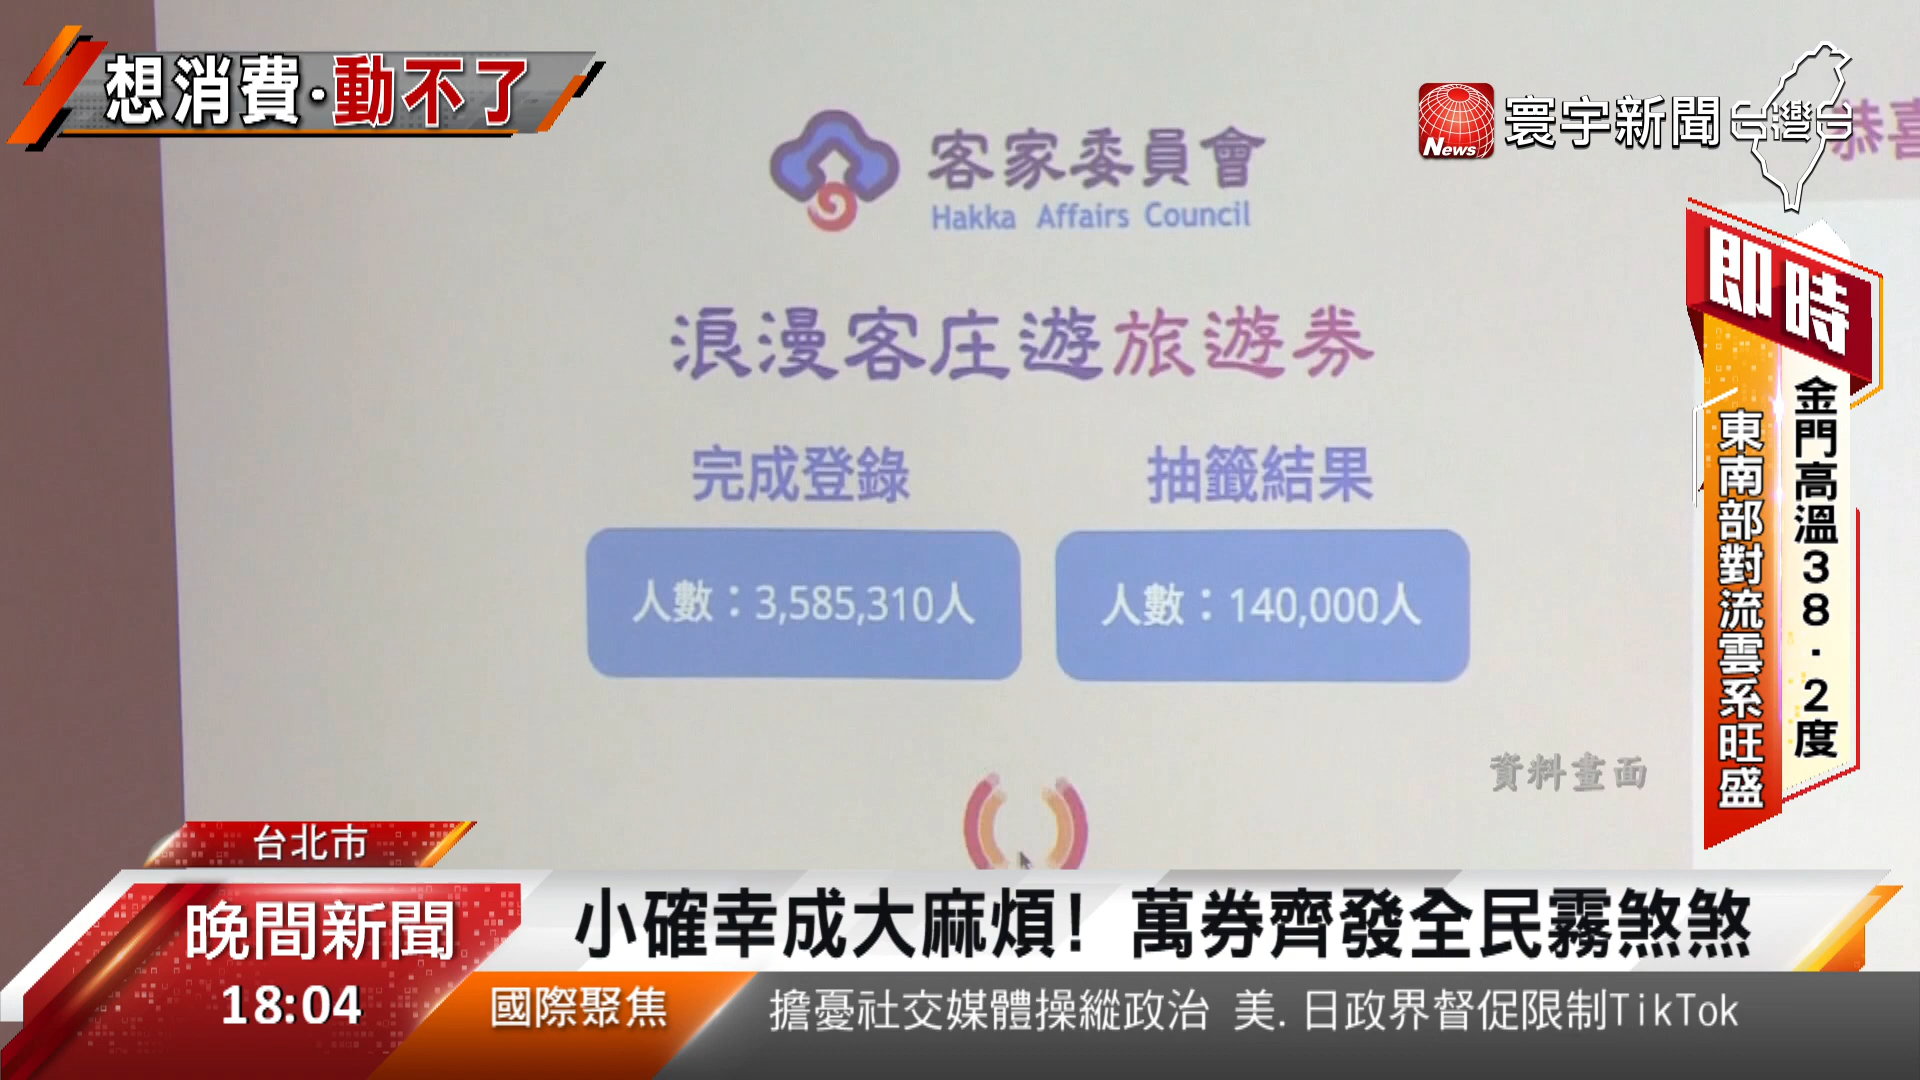 想消費·動不了
News
寰宇新聞
台灣台
恭喜
客家委員會
Hakka Affairs Council
浪漫客庄遊旅遊券
完成登錄
抽籤結果
人數：3,585,310人
人數：140,000人
即時
金門高溫38.2度
東南部對流雲系旺盛
資料畫面
台北市
晚間新聞
小確幸成大麻煩! 萬券齊發全民霧煞煞
18:04
國際聚焦
擔憂社交媒體操縱政治 美.日政界督促限制TikTok